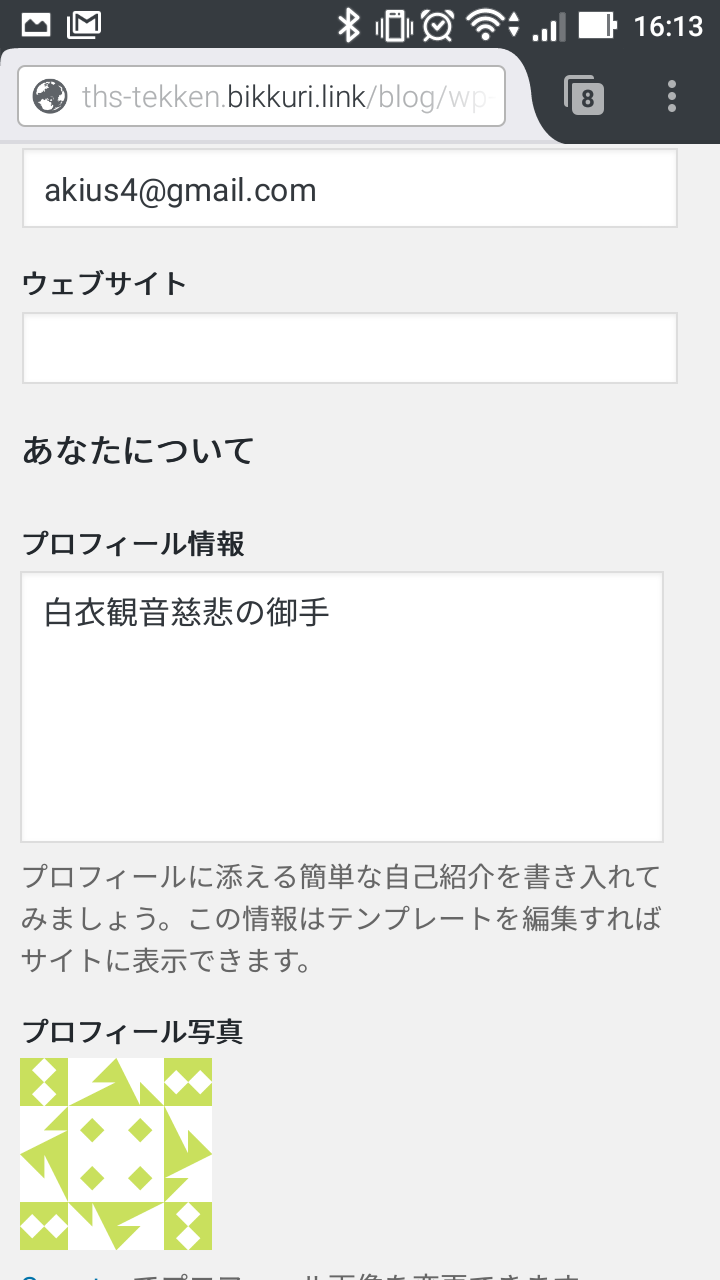 16:13
ths-tekken.bikkuri.link/blog/wp-
8
akius4@gmail.com
ウェブサイト
あなたについて
プロフィール情報
白衣観音慈悲の御手
プロフィールに添える簡単な自己紹介を書き入れて
みましょう。この情報はテンプレートを編集すれば
サイトに表示できます。
プロフィール写真